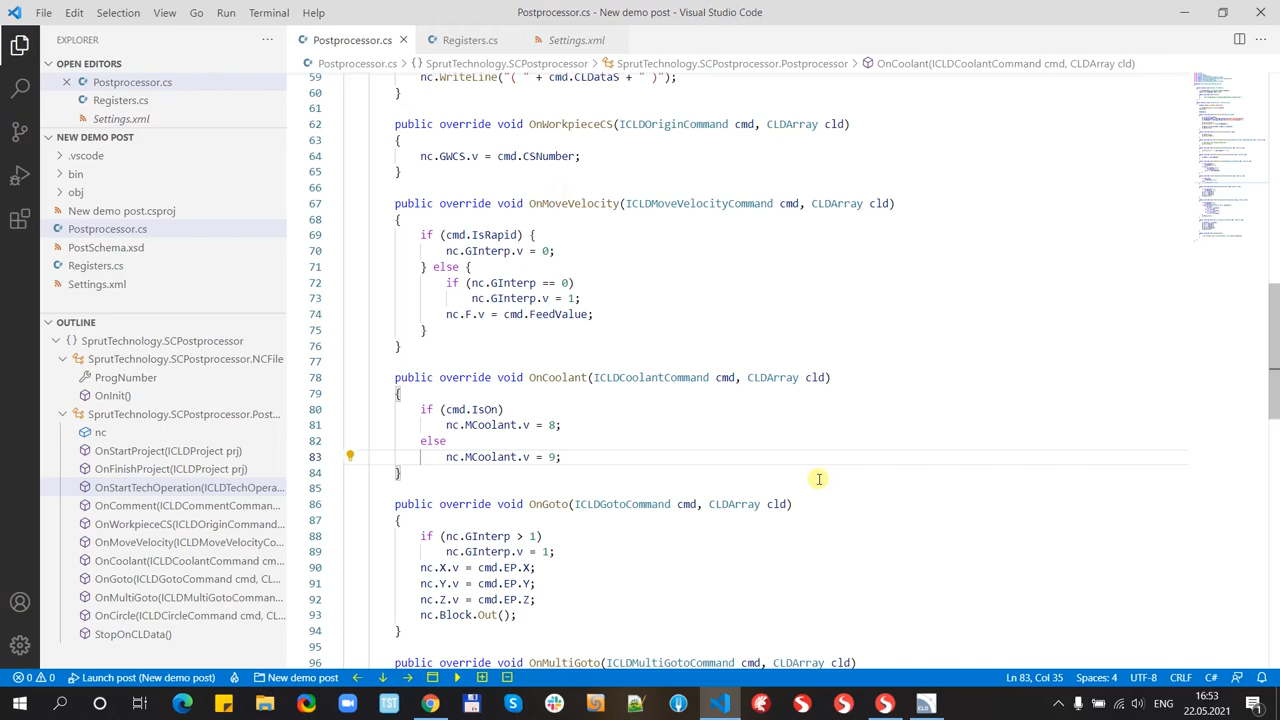 File Edit Selection View Go Run Terminal Help
Postprocessor.cs - New demo post - Visual Studio Code
EXPLORER
Postprocessor.cs
Registers.cs
Settings.xml
OPEN EDITORS
Postprocessor.cs > {} SprutTechnology.SCPostprocessor > SprutTechnology.SCPostprocessor.Postprocessor > OnCoolant(ICLDCoolantCommand cmd, CLDArray cld)
Postprocessor.cs
Registers.cs
Settings.xml
NEW DEMO POST
.vscode
bin
obj
New demo post.csproj
Postprocessor.cs
PostSchema.xsd
Registers.cs
Settings.xml
OUTLINE
{} SprutTechnology.SCPostprocessor
SprutTechnology.SCPostprocessor.NCFile
ProgNumber
OnInit()
SprutTechnology.SCPostprocessor.Post...
nc
OnStartProject(ICLDProject prj)
OnFinishProject(ICLDProject prj)
OnStartTechOperation(ICLDTechOpera...
OnComment(ICLDCommentComman...
OnWorkpieceCS(ICLDOriginCommand...
OnMoveVelocity(ICLDMoveVelocityCo...
OnCoolant(ICLDCoolantCommand cm...
OnGoto(ICLDGotoCommand cmd, CL...
OnMultiGoto(ICLDMultiGotoComman...
OnCircle(ICLDCircleCommand cmd, CL...
StopOnCLData()
59 nc.WriteLine("( " + cmd.CLDataS + " )");
60 }
61
62 public override void OnWorkpieceCS(ICLDOriginCommand cmd, CLDArray cld)
63 {
64 nc.GWCS.v = cmd.CSNumber;
65 }
66
67 public override void OnMoveVelocity(ICLDMoveVelocityCommand cmd, CLDArray cld)
68 {
69 if (cmd.IsRapid)
70 nc.GInterp.v = 0;
71 } else {
72 if (nc.GInterp == 0)
73 nc.GInterp.v = 1;
74 nc.F.v = cmd.FeedValue;
75 }
76 }
77
78 public override void OnCoolant(ICLDCoolantCommand cmd, CLDArray cld)
79 {
80 if (cmd.IsOn)
81 nc.MCoolant.v = 8;
82 else
83 nc.MCoolant.v = 9;
84 }
85
86 public override void OnGoto(ICLDGotoCommand cmd, CLDArray cld)
87 {
88 if (nc.GInterp > 1)
89 nc.GInterp.v = 1;
90 nc.X.v = cmd.EP.X;
91 nc.Y.v = cmd.EP.Y;
92 nc.Z.v = cmd.EP.Z;
93 nc.Block.Out();
94 }
95
96 public override void OnMultiGoto(ICLDMultiGotoCommand cmd, CLDArray cld)
0 0 Launch post (New demo post) New demo post Ln 83, Col 35 Spaces: 4 UTF-8 CRLF C#
ENG
16:53
22.05.2021